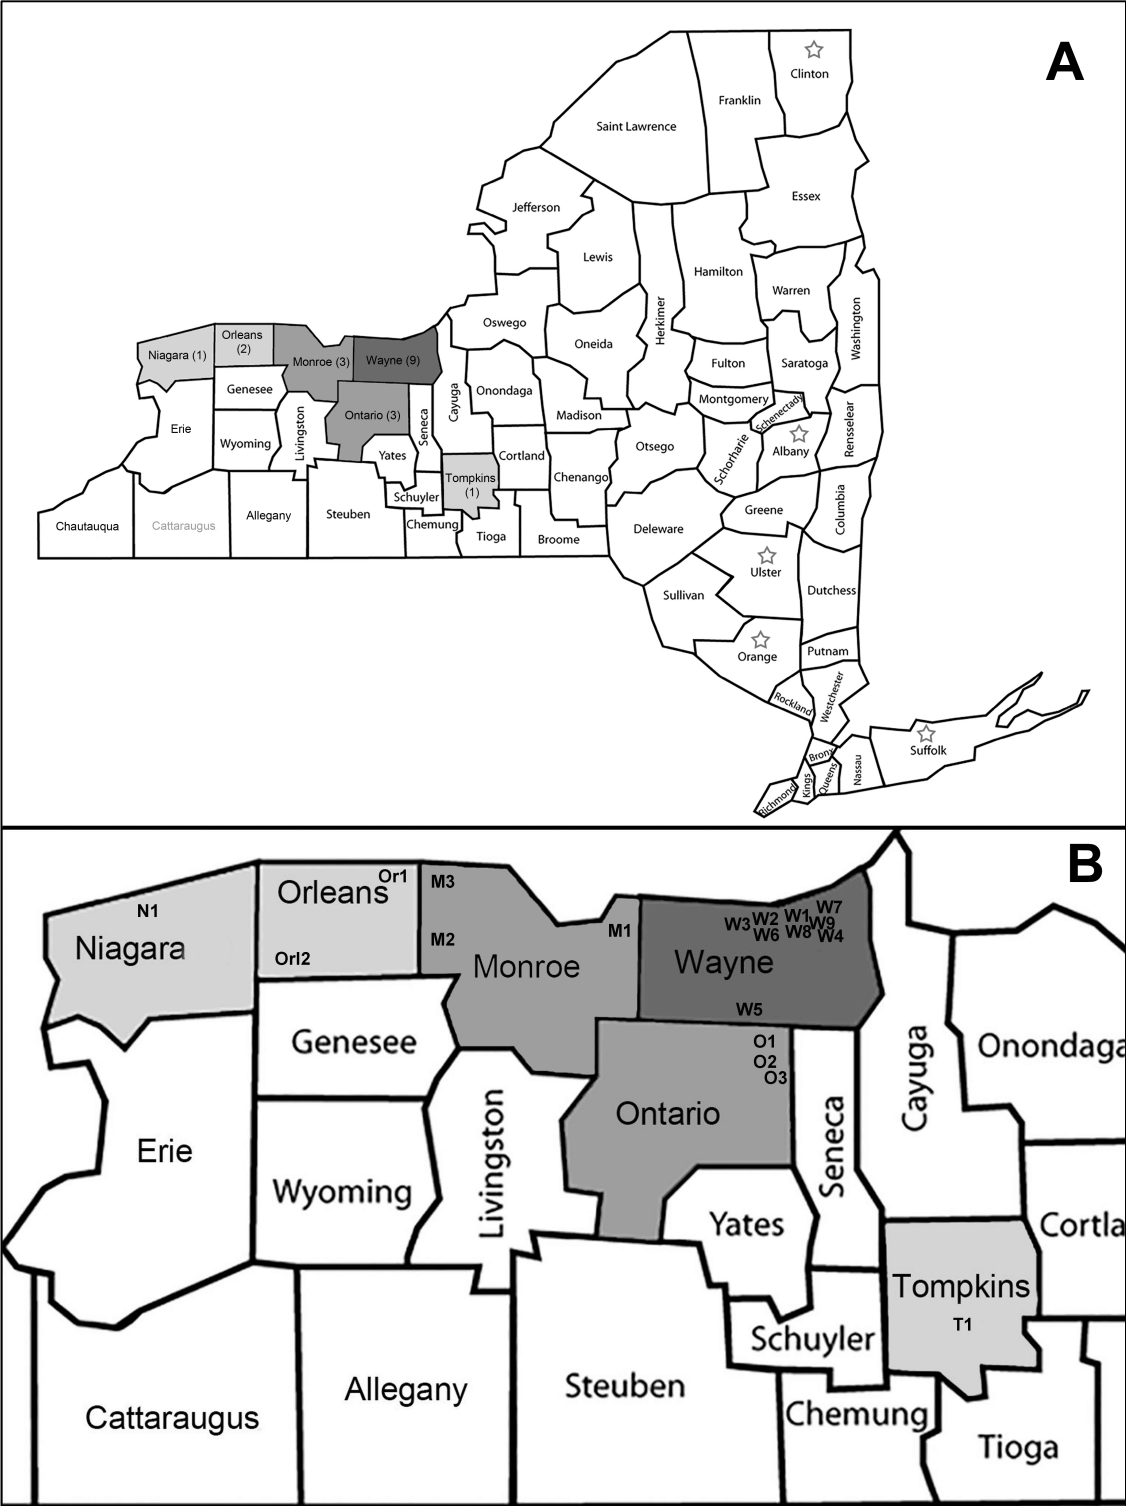 A
Clinton
Franklin
Saint Lawrence
Essex
Jefferson
Lewis
Hamilton
Warren
Herkimer
Washington
Oswego
Oneida
Orleans
(2)
Niagara (1)
Monroe (3)
Wayne (9)
Fulton
Saratoga
Genesee
Onondaga
Cayuga
Montgomery
Schenectady
Madison
Ontario (3)
Seneca
Livingston
Erie
Wyoming
Otsego
Schorharie
Albany
Rensselear
Yates
Cortland
Tompkins
(1)
Chenango
Schuyler
Greene
Columbia
Chautauqua
Cattaraugus
Allegany
Steuben
Chemung
Tioga
Broome
Deleware
Ulster
Sullivan
Dutchess
Orange
Putnam
Rockland
Westchester
Bronx
Suffolk
Nassau
Queens
Kings
Richmond
B
Or1
M3
Orleans
N1
W7
W2
W1
W3
W9
M1
W6
W8
W4
M2
Niagara
Orl2
Monroe
Wayne
W5
Genesee
O1
Onondaga
O2
O3
Cayuga
Ontario
Livingston
Seneca
Erie
Wyoming
Yates
Cortla
Tompkins
T1
Schuyler
Steuben
Allegany
Cattaraugus
Chemung
Tioga